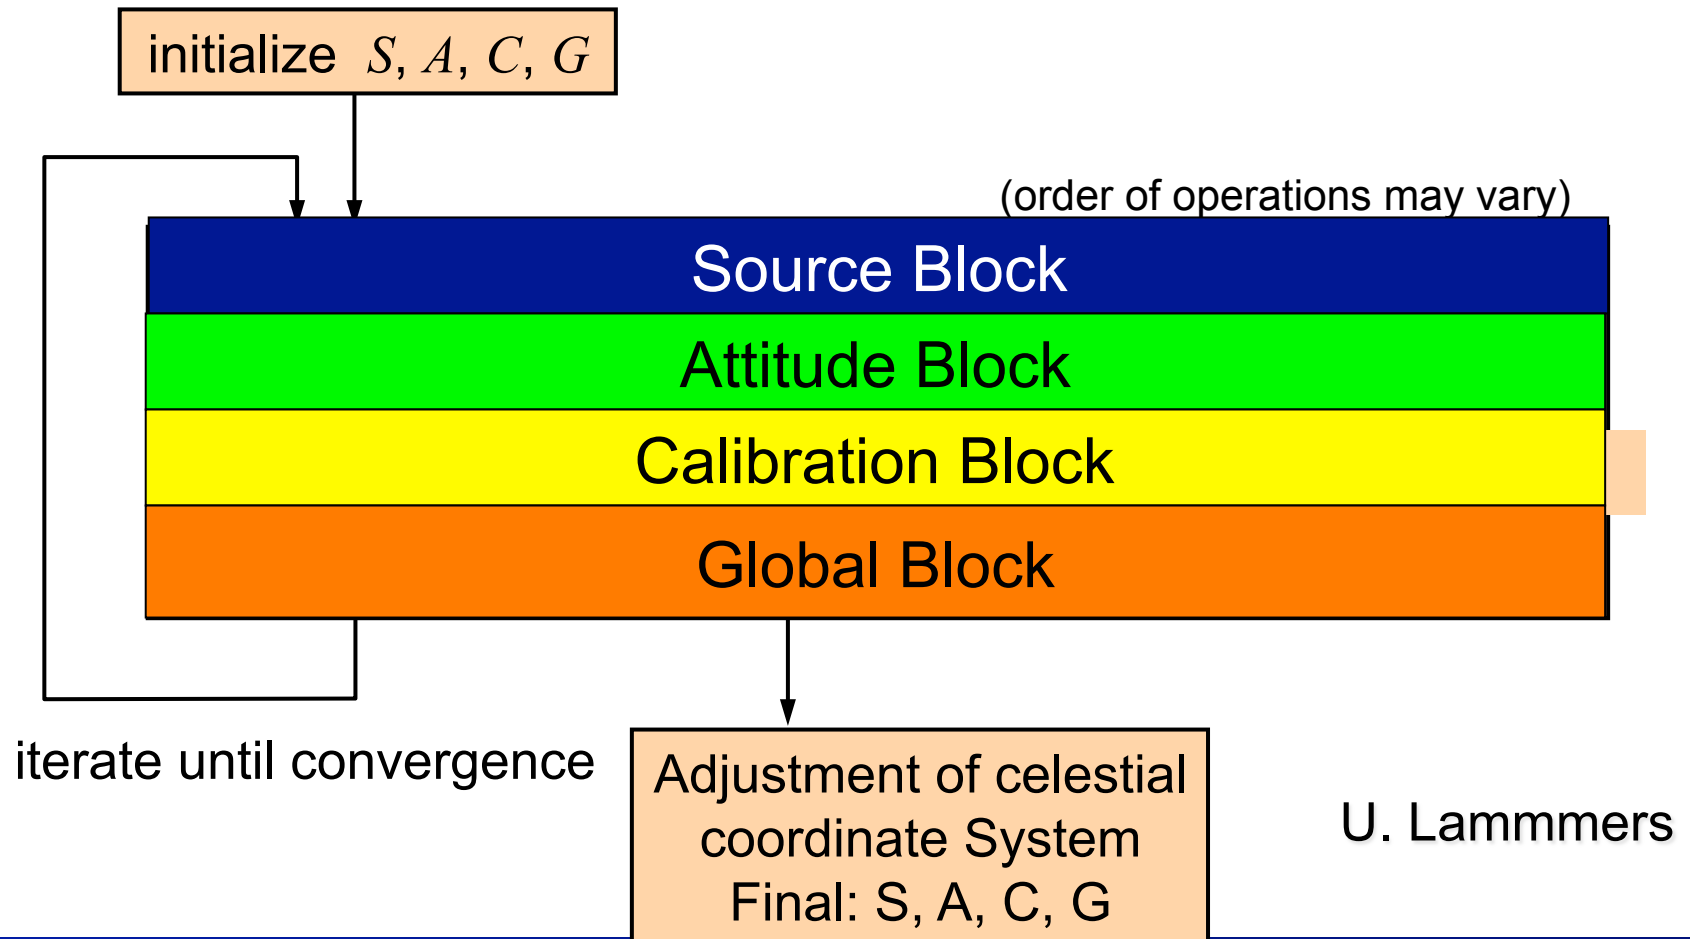 initialize S, A, C, G
(order of operations may vary)
Source Block
Attitude Block
Calibration Block
Global Block
iterate until convergence
Adjustment of celestial
coordinate System
Final: S, A, C, G
U. Lammmers